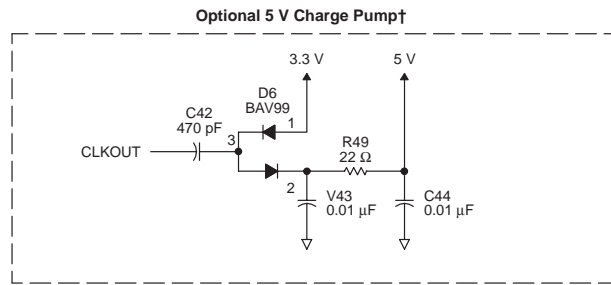 Optional 5 V Charge Pump†
3.3 V
5 V
D6
BAV99
C42
470 pF
1
3
R49
22 Ω
CLKOUT
2
V43
0.01 μF
C44
0.01 μF